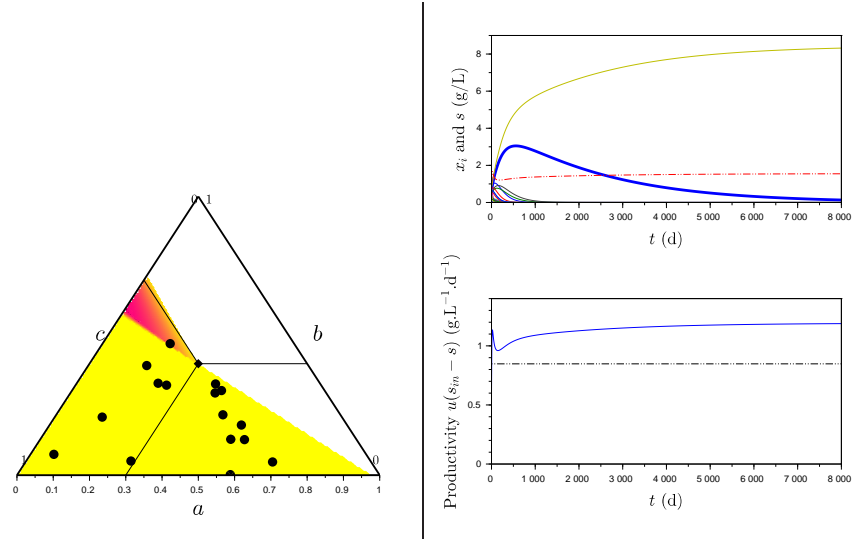 0 1
c
b
1
0
0 0.1 0.2 0.3 0.4 0.5 0.6 0.7 0.8 0.9 1
a
x_i and s (g/L)
8
6
4
2
0
0 1 000 2 000 3 000 4 000 5 000 6 000 7 000 8 000
t (d)
Productivity u(s_{in} − s) (g.L^{−1}.d^{−1})
1
0.5
0
0 1 000 2 000 3 000 4 000 5 000 6 000 7 000 8 000
t (d)